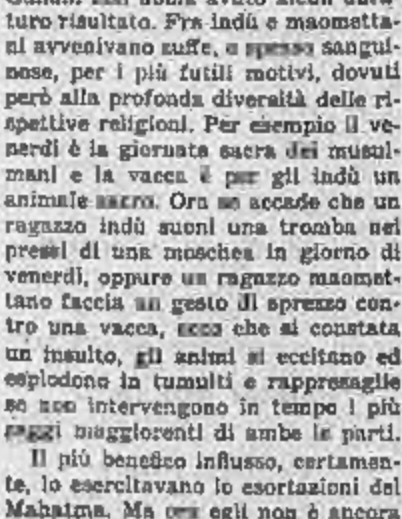 turo risultato. Fra indù e maometta-
ni avvenivano zuffe, e spesso sangui-
nose, per i più futili motivi, dovuti
però alla profonda diversità delle ri-
spettive religioni. Per esempio il ve-
nerdì è la giornata sacra dei musul-
mani e la vacca è per gli indù un
animale sacro. Ora se accade che un
ragazzo indù suoni una tromba nei
pressi di una moschea in giorno di
venerdì, oppure un ragazzo maomet-
tano faccia un gesto di sprezzo con-
tro una vacca, ecco che si constata
un insulto, gli animi si eccitano ed
esplodono in tumulti e rappresaglie
se non intervengono in tempo i più
saggi maggiorenti di ambe le parti.
Il più benefico influsso, certamen-
te, lo esercitavano le esortazioni del
Mahatma. Ma ora egli non è ancora